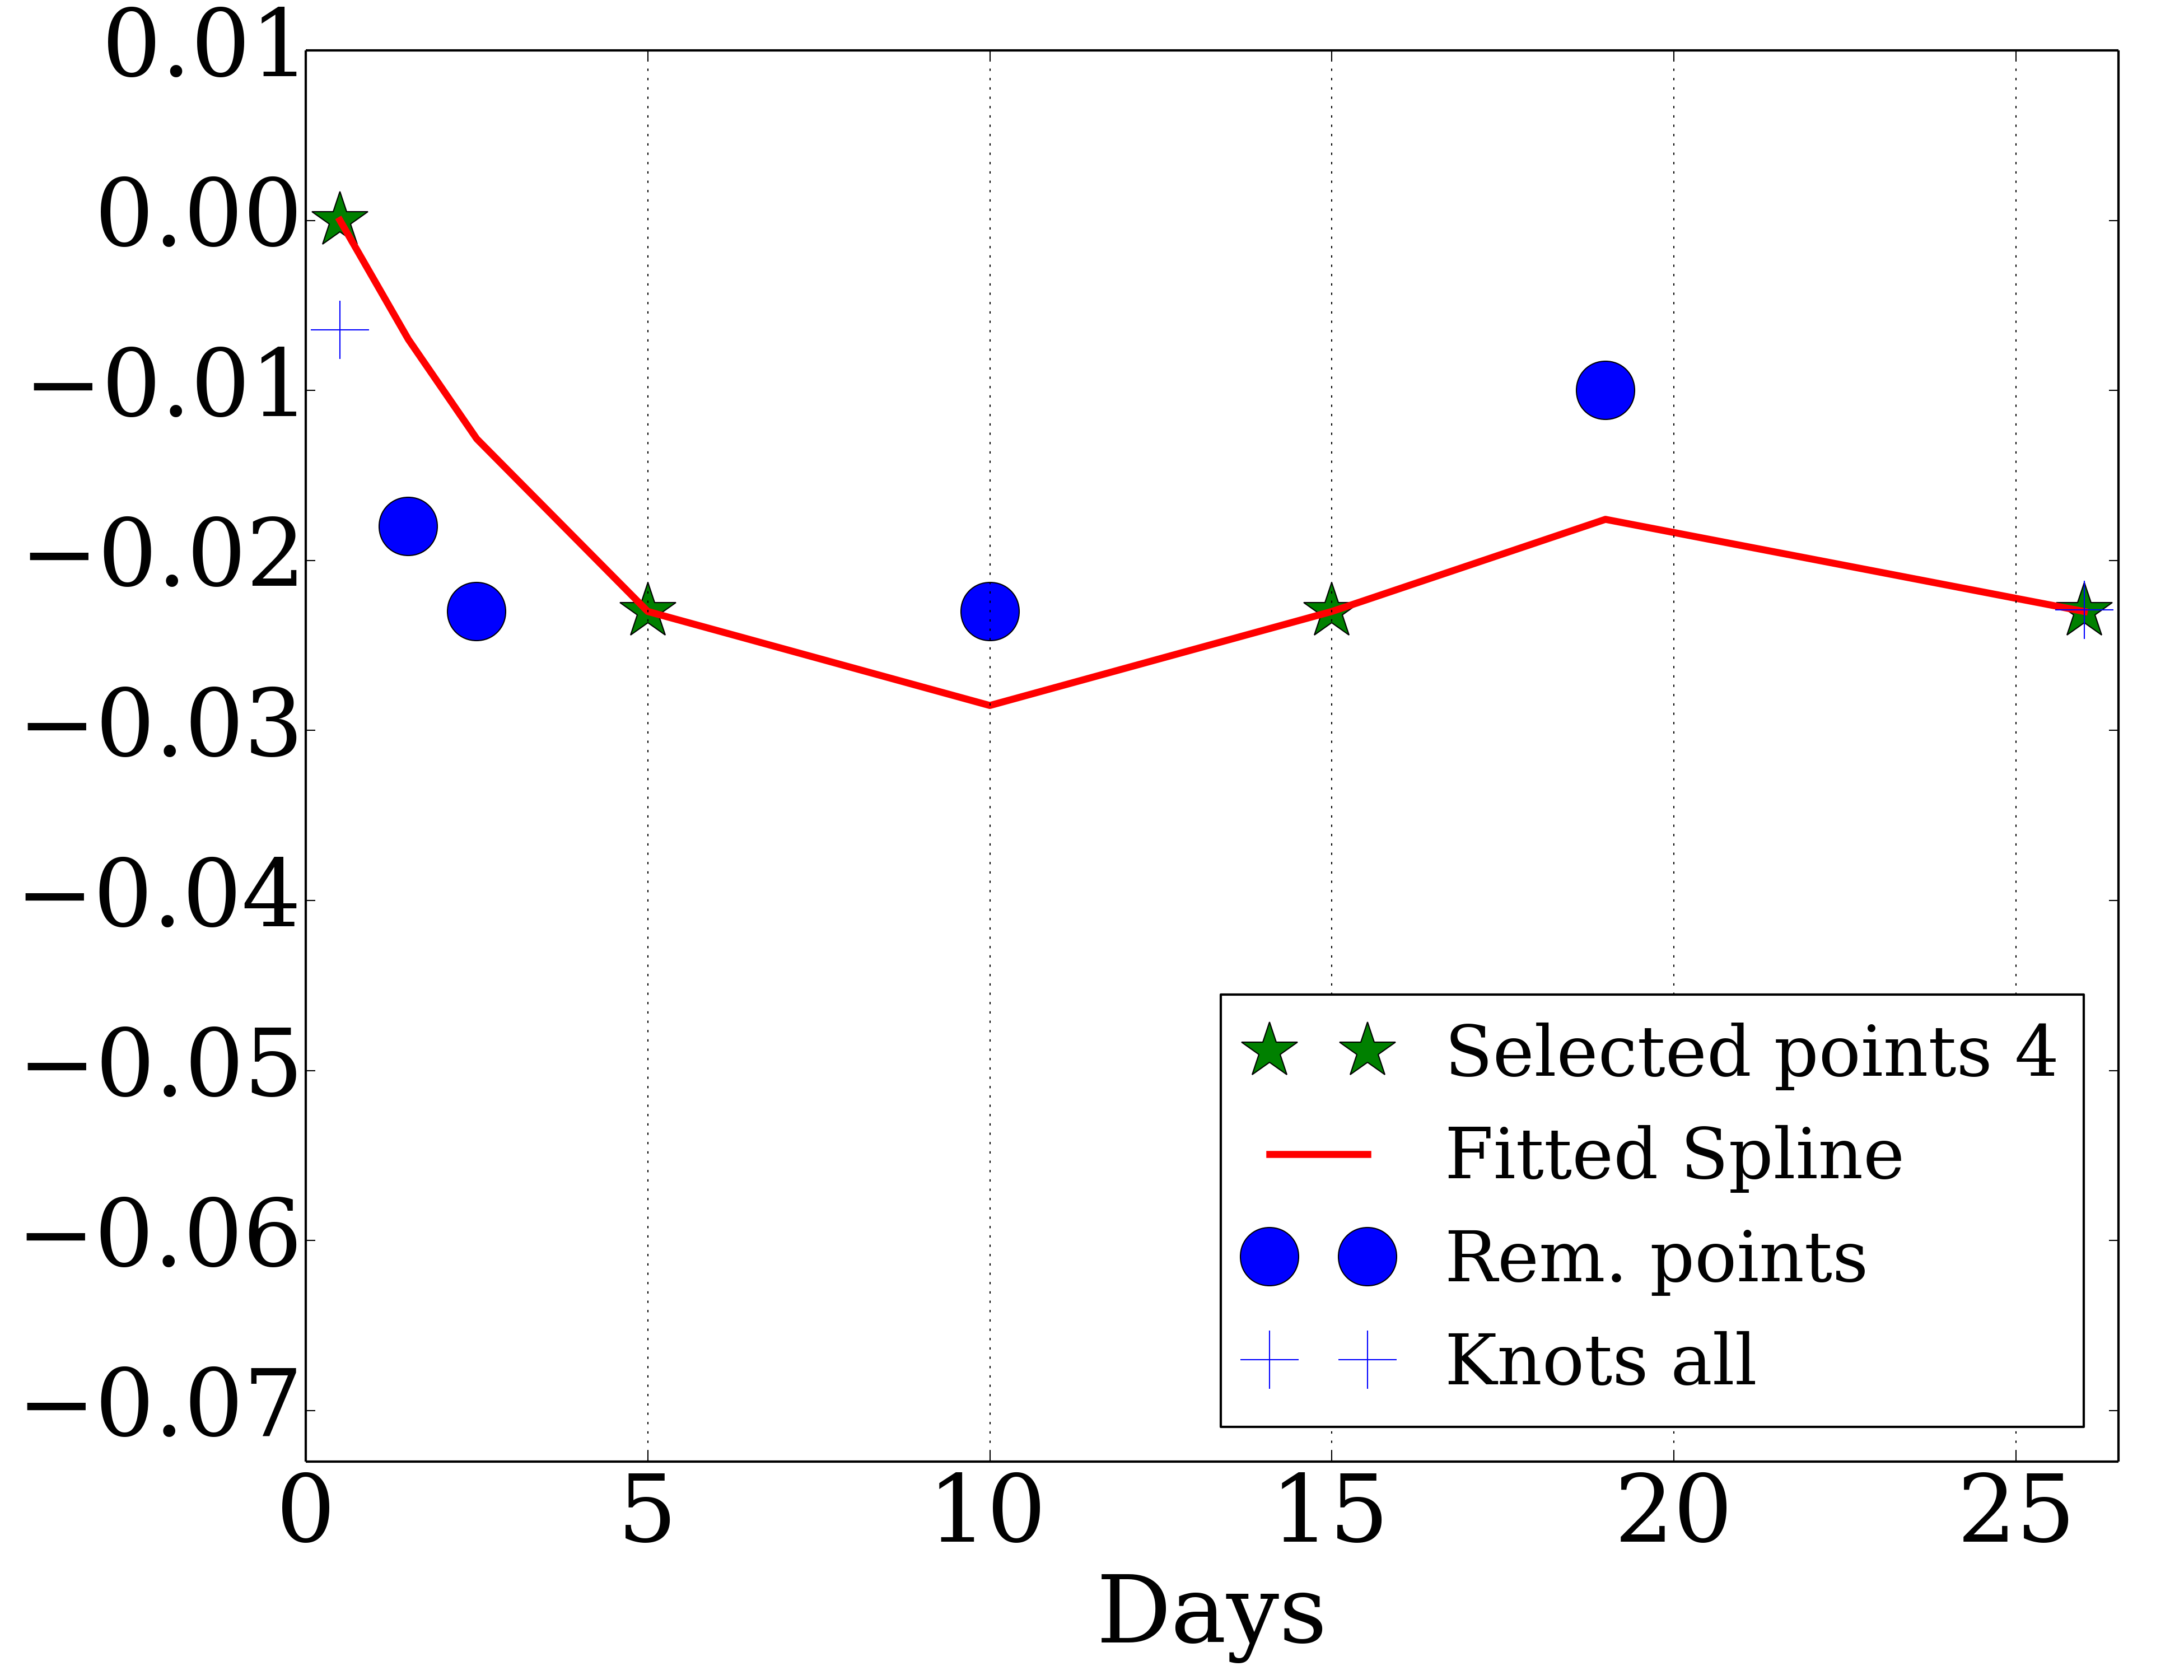 0.01
0.00
−0.01
−0.02
−0.03
−0.04
−0.05
−0.06
−0.07
Selected points 4
Fitted Spline
Rem. points
Knots all
0 5 10 15 20 25
Days